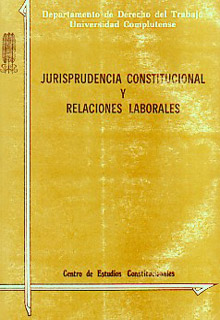 Departamento de Derecho del Trabajo
Universidad Complutense
JURISPRUDENCIA CONSTITUCIONAL
Y
RELACIONES LABORALES
Centro de Estudios Constitucionales